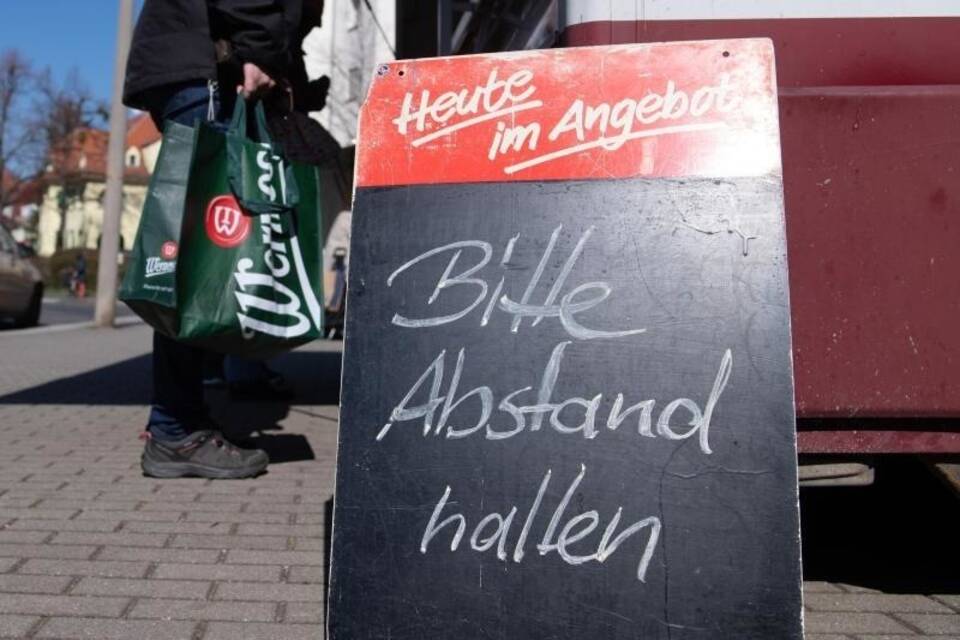 Heute
im Angebot
Bitte
Abstand
halten